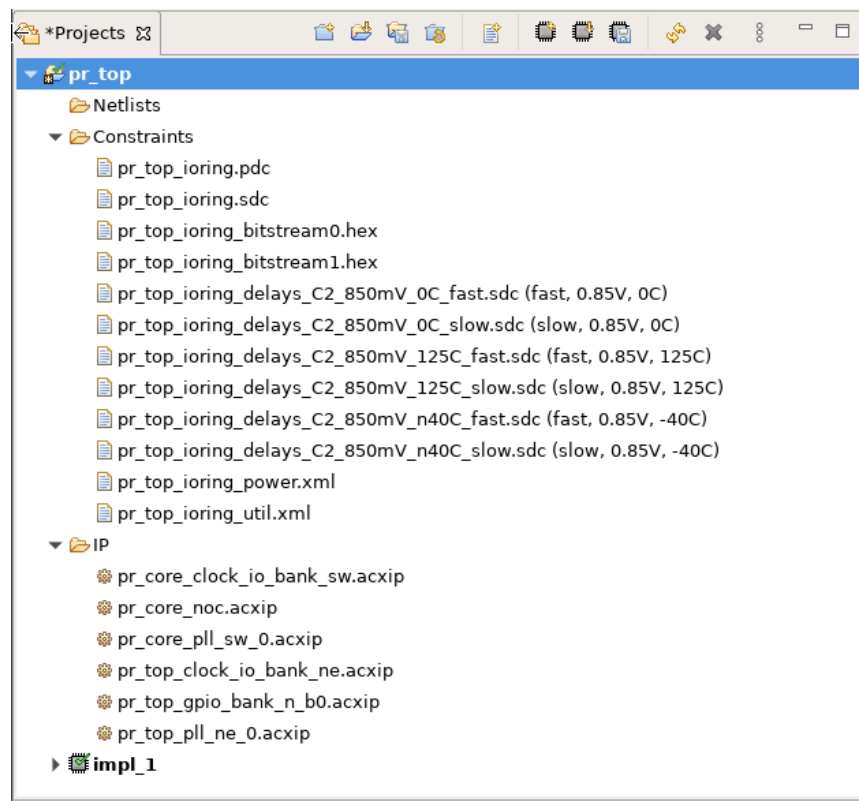 *Projects
pr_top
Netlists
Constraints
pr_top_ioring.pdc
pr_top_ioring.sdc
pr_top_ioring_bitstream0.hex
pr_top_ioring_bitstream1.hex
pr_top_ioring_delays_C2_850mV_0C_fast.sdc (fast, 0.85V, 0C)
pr_top_ioring_delays_C2_850mV_0C_slow.sdc (slow, 0.85V, 0C)
pr_top_ioring_delays_C2_850mV_125C_fast.sdc (fast, 0.85V, 125C)
pr_top_ioring_delays_C2_850mV_125C_slow.sdc (slow, 0.85V, 125C)
pr_top_ioring_delays_C2_850mV_n40C_fast.sdc (fast, 0.85V, -40C)
pr_top_ioring_delays_C2_850mV_n40C_slow.sdc (slow, 0.85V, -40C)
pr_top_ioring_power.xml
pr_top_ioring_util.xml
IP
pr_core_clock_io_bank_sw.acxip
pr_core_noc.acxip
pr_core_pll_sw_0.acxip
pr_top_clock_io_bank_ne.acxip
pr_top_gpio_bank_n_b0.acxip
pr_top_pll_ne_0.acxip
impl_1